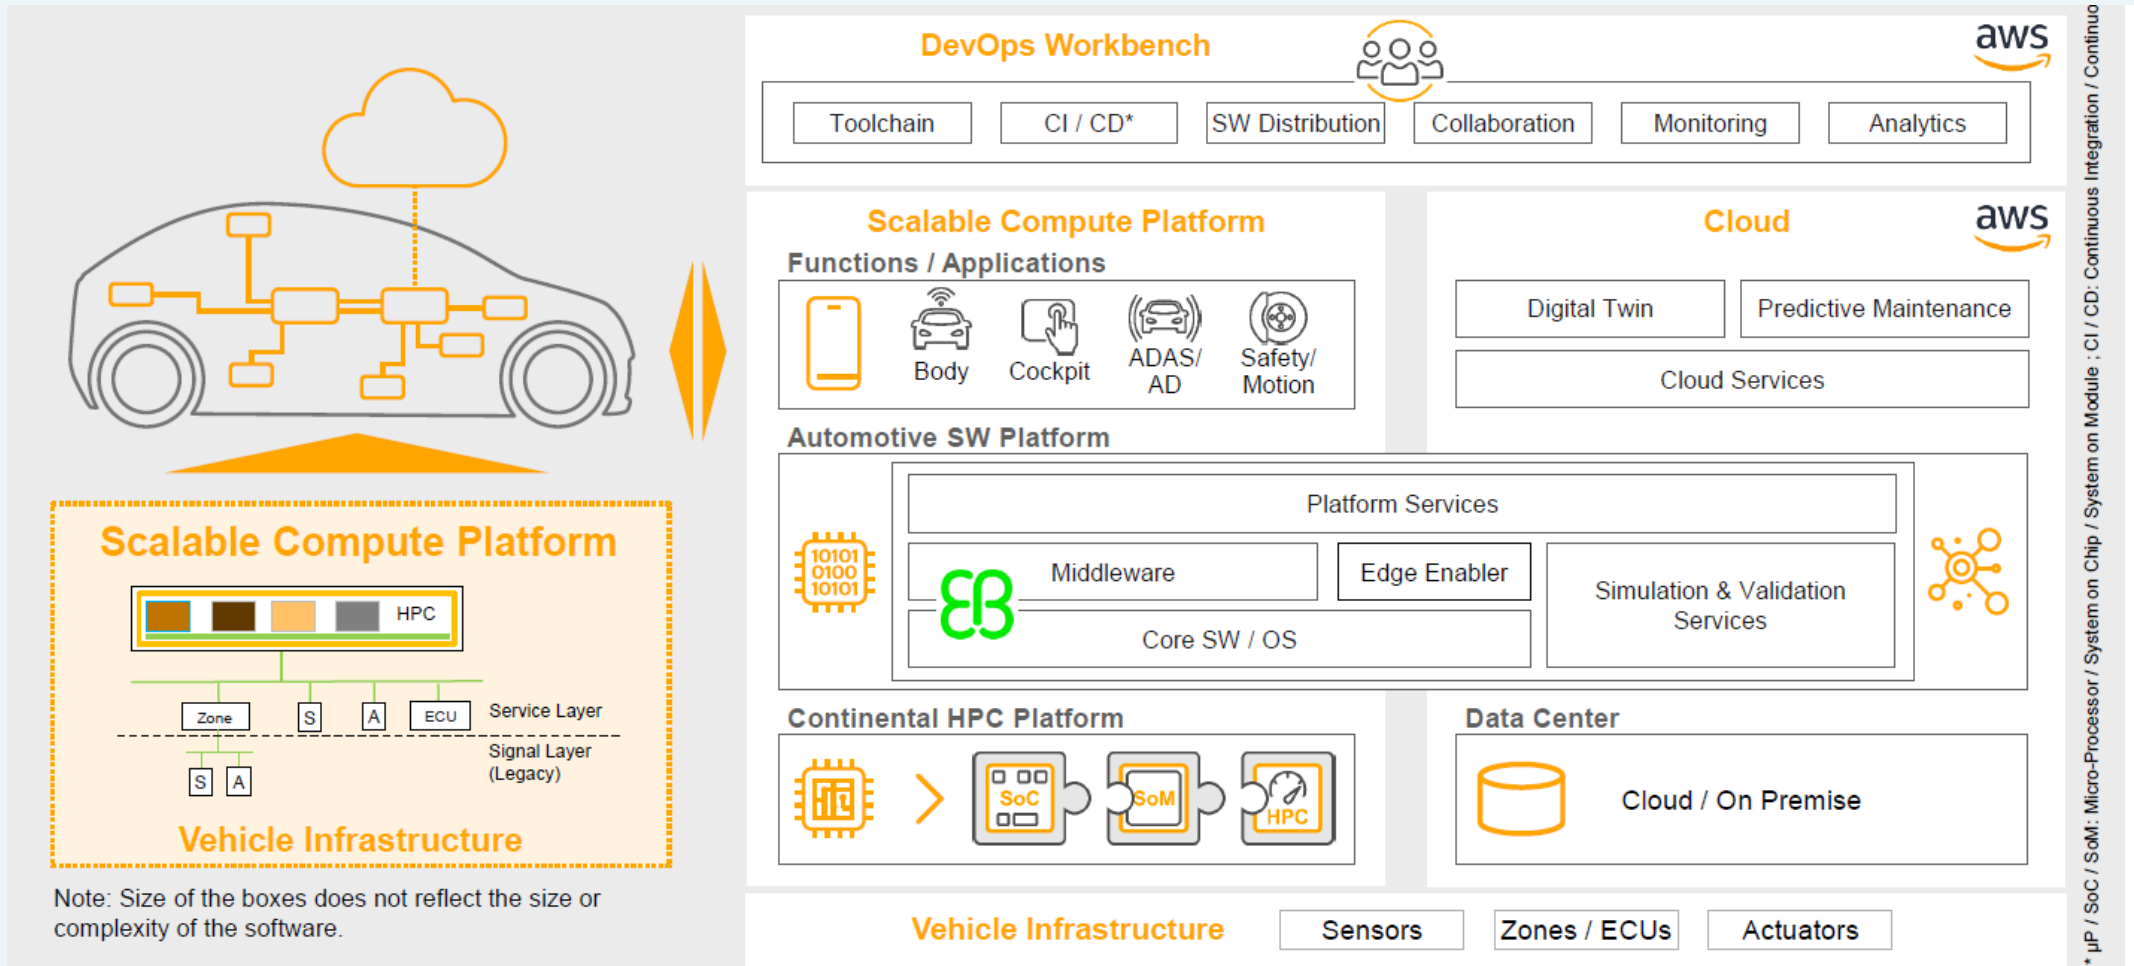 DevOps Workbench
aws
Toolchain
CI / CD*
SW Distribution
Collaboration
Monitoring
Analytics
Scalable Compute Platform
Functions / Applications
Body
Cockpit
ADAS/
AD
Safety/
Motion
Cloud
aws
Digital Twin
Predictive Maintenance
Cloud Services
Automotive SW Platform
10101
0100
10101
Platform Services
Middleware
Edge Enabler
EB
Core SW / OS
Simulation & Validation
Services
Continental HPC Platform
SoC
SoM
HPC
Data Center
Cloud / On Premise
Vehicle Infrastructure
Sensors
Zones / ECUs
Actuators
Scalable Compute Platform
HPC
Zone
S
A
ECU
Service Layer
Signal Layer
(Legacy)
S
A
Vehicle Infrastructure
Note: Size of the boxes does not reflect the size or
complexity of the software.
* µP / SoC / SoM: Micro-Processor / System on Chip / System on Module ; CI / CD: Continuous Integration / Continuo